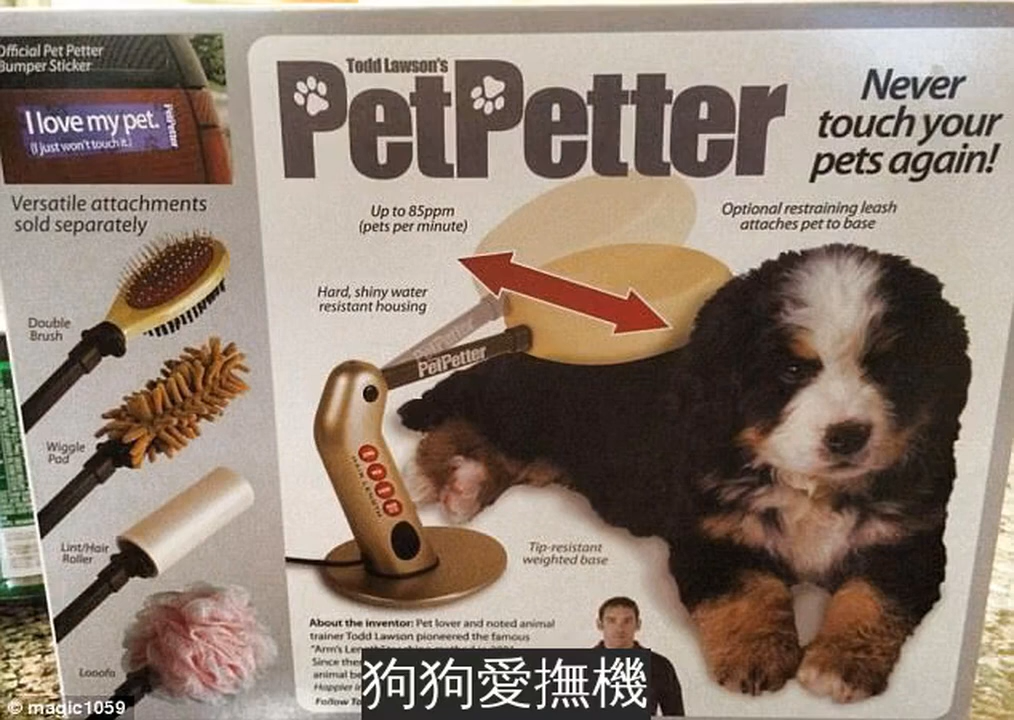 Official Pet Petter
Bumper Sticker
I love my pet.
(I just won't touch it.)
PetPetter
Versatile attachments
sold separately
Double
Brush
Wiggle
Pad
Lint/Hair
Roller
Looofa
Todd Lawson's
PetPetter
Never
touch your
pets again!
Up to 85ppm
(pets per minute)
Optional restraining leash
attaches pet to base
Hard, shiny water
resistant housing
PetPetter
PetPetter
HAIR LENGTH
Tip-resistant
weighted base
About the inventor: Pet lover and noted animal
trainer Todd Lawson pioneered the famous
"Arm's
Since
animal
Happier
Follow
狗狗愛撫機
© magic1059